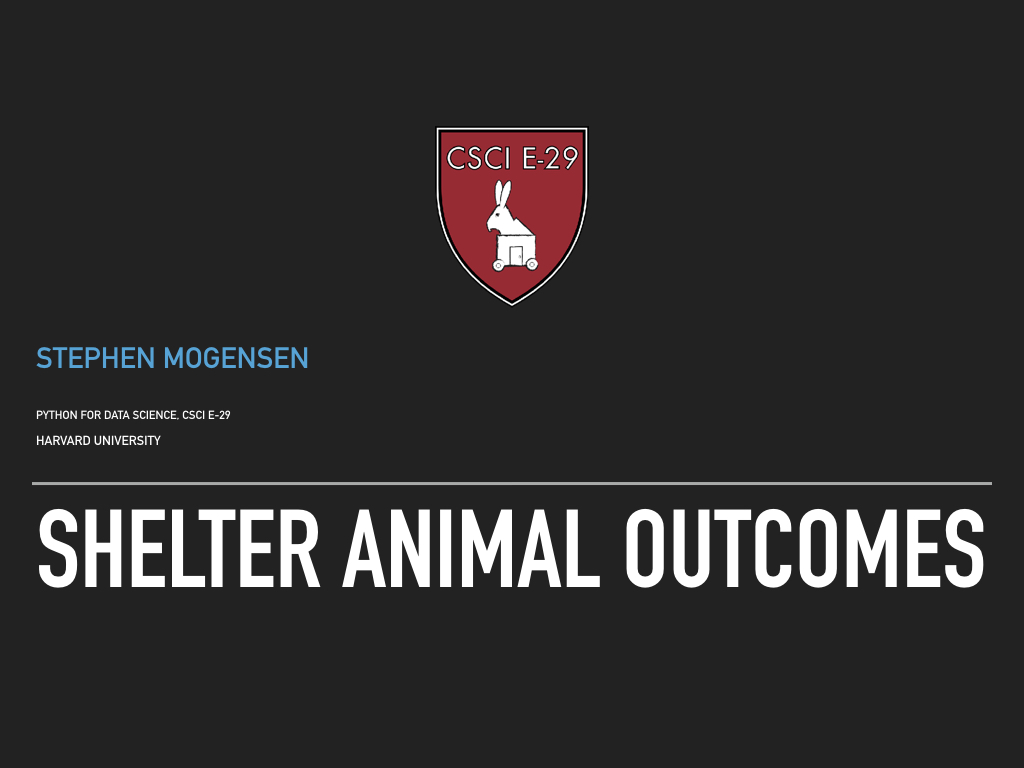 CSCI E-29
STEPHEN MOGENSEN
PYTHON FOR DATA SCIENCE, CSCI E-29
HARVARD UNIVERSITY
SHELTER ANIMAL OUTCOMES